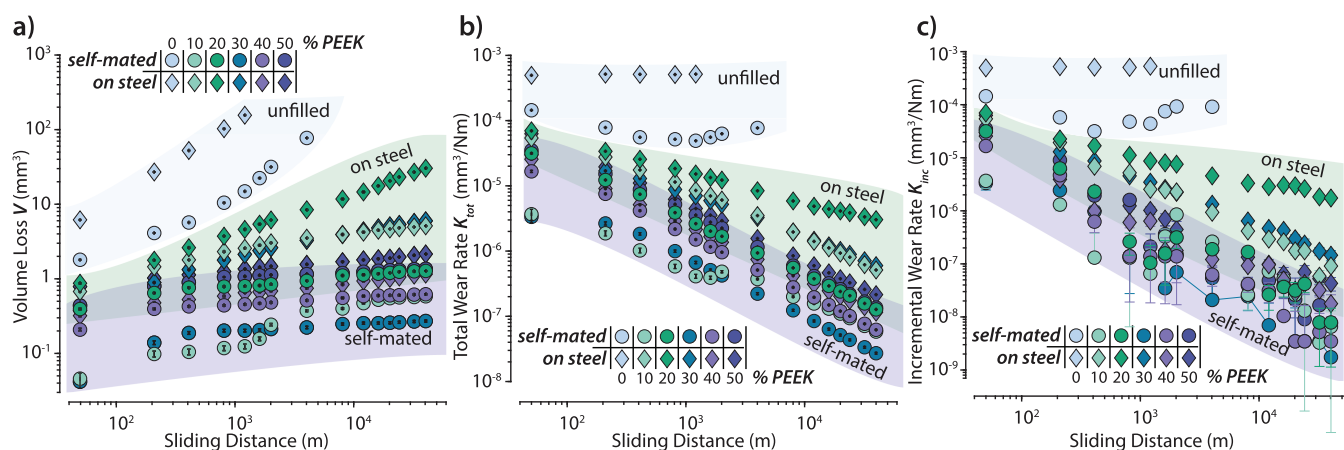 a)
0 10 20 30 40 50 % PEEK
self-mated
on steel
unfilled
on steel
self-mated
Volume Loss V (mm³)
10³
10²
10¹
1
10⁻¹
10² 10³ 10⁴
Sliding Distance (m)
b)
unfilled
on steel
self-mated
Total Wear Rate Ktot (mm³/Nm)
10⁻³
10⁻⁴
10⁻⁵
10⁻⁶
10⁻⁷
10⁻⁸
self-mated
on steel
0 10 20 30 40 50 % PEEK
10² 10³ 10⁴
Sliding Distance (m)
c)
unfilled
on steel
self-mated
Incremental Wear Rate KInc (mm³/Nm)
10⁻³
10⁻⁴
10⁻⁵
10⁻⁶
10⁻⁷
10⁻⁸
10⁻⁹
self-mated
on steel
0 10 20 30 40 50 % PEEK
10² 10³ 10⁴
Sliding Distance (m)